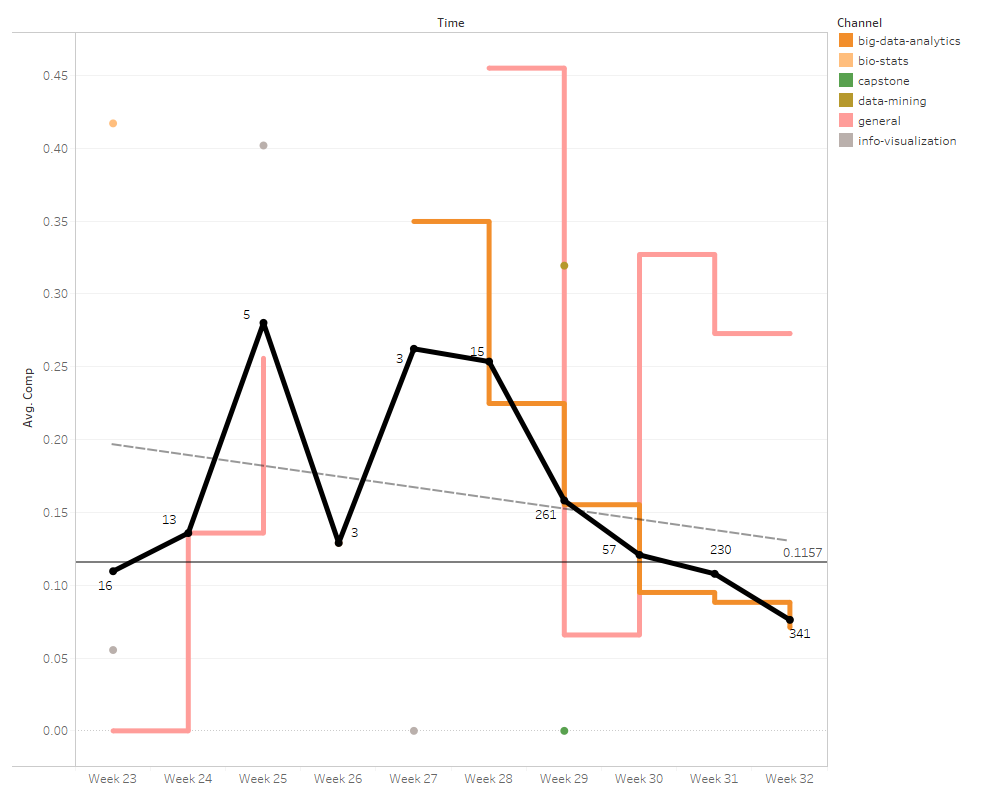 Time
Channel
big-data-analytics
bio-stats
capstone
data-mining
general
info-visualization
Avg. Comp
0.45
0.40
0.35
0.30
0.25
0.20
0.15
0.10
0.05
0.00
16
13
5
3
3
15
261
57
230
341
0.1157
Week 23 Week 24 Week 25 Week 26 Week 27 Week 28 Week 29 Week 30 Week 31 Week 32